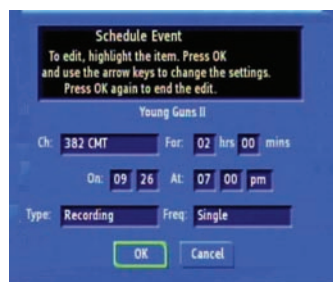 Schedule Event
To edit, highlight the item. Press OK
and use the arrow keys to change the settings.
Press OK again to end the edit.
Young Guns II
Ch: 382 CMT For: 02 hrs 00 mins
On: 09 26 At: 07 00 pm
Type: Recording Freq: Single
OK Cancel